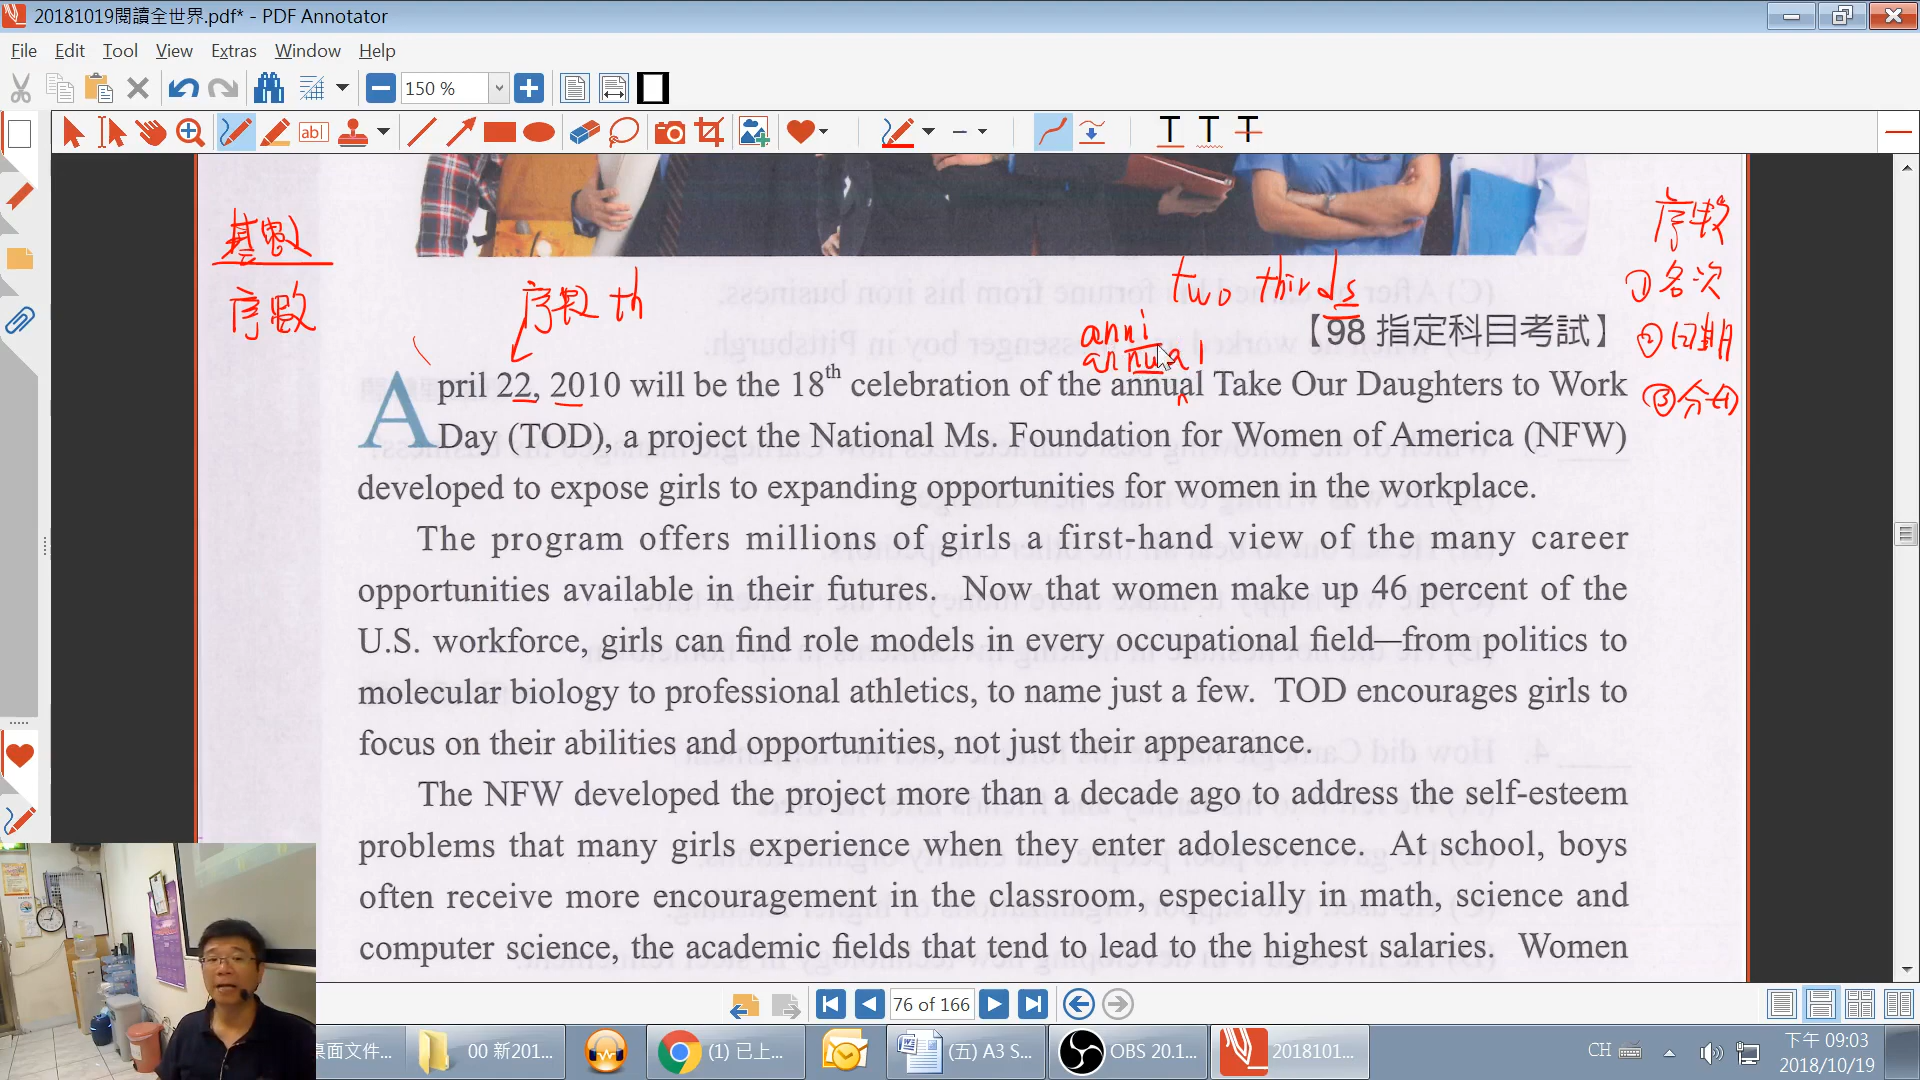 20181019閱讀全世界.pdf* - PDF Annotator
File Edit Tool View Extras Window Help
150 %
ab|
T T T
基數
序數
序數 th
two thirds
anni
annual
序數
① 名次
② 日期
③ 分母
【98 指定科目考試】
April 22, 2010 will be the 18th celebration of the annual Take Our Daughters to Work
Day (TOD), a project the National Ms. Foundation for Women of America (NFW)
developed to expose girls to expanding opportunities for women in the workplace.
The program offers millions of girls a first-hand view of the many career
opportunities available in their futures. Now that women make up 46 percent of the
U.S. workforce, girls can find role models in every occupational field—from politics to
molecular biology to professional athletics, to name just a few. TOD encourages girls to
focus on their abilities and opportunities, not just their appearance.
The NFW developed the project more than a decade ago to address the self-esteem
problems that many girls experience when they enter adolescence. At school, boys
often receive more encouragement in the classroom, especially in math, science and
computer science, the academic fields that tend to lead to the highest salaries. Women
76 of 166
桌面文件... 00 新201... (1) 已上... (五) A3 S... OBS 20.1... 2018101...
CH
下午 09:03
2018/10/19